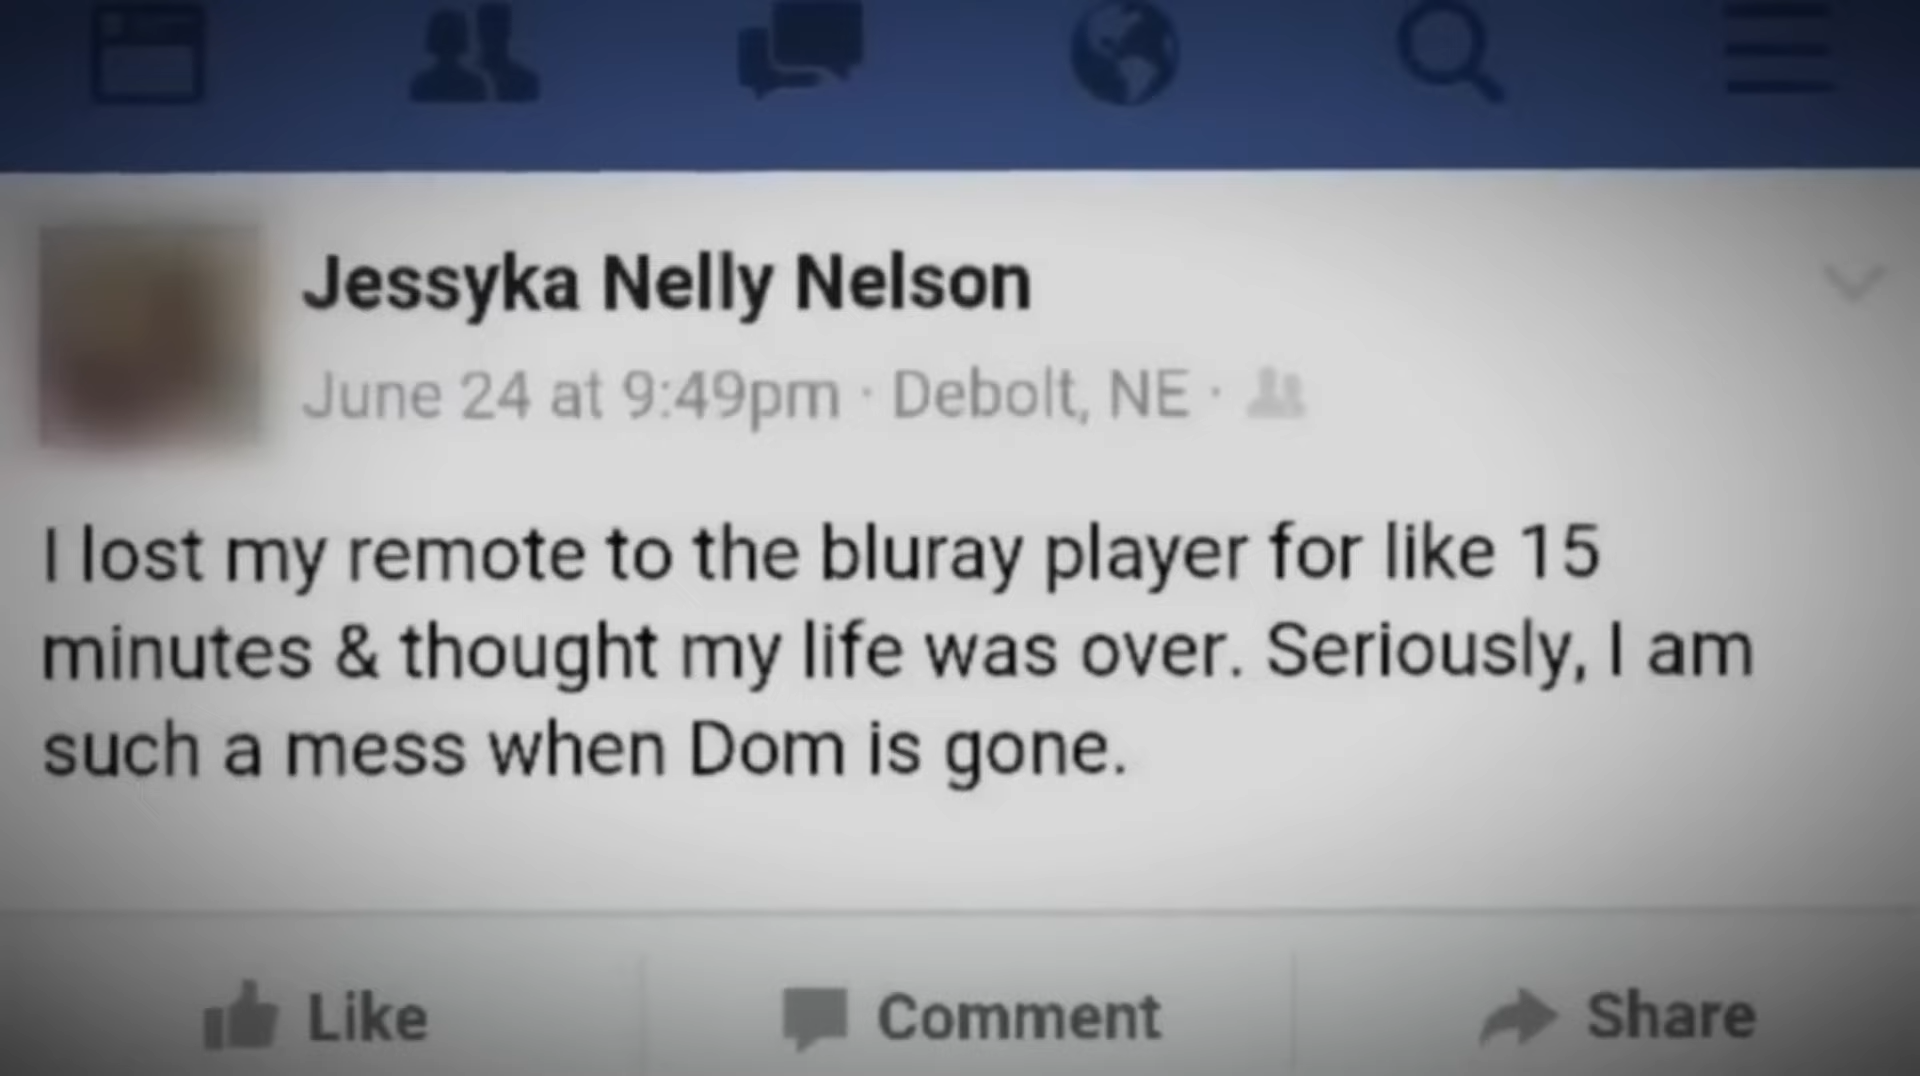 Jessyka Nelly Nelson
June 24 at 9:49pm · Debolt, NE ·
I lost my remote to the bluray player for like 15
minutes & thought my life was over. Seriously, I am
such a mess when Dom is gone.
Like Comment Share